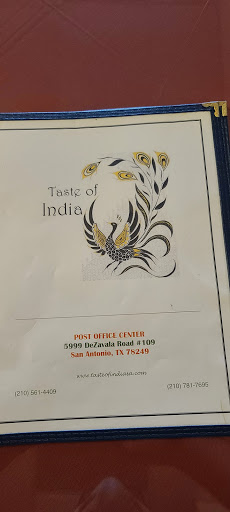 Taste of
India
POST OFFICE CENTER
5999 DeZavala Road #109
San Antonio, TX 78249
www.tasteofindiasa.com
(210) 561-4409
(210) 781-7695